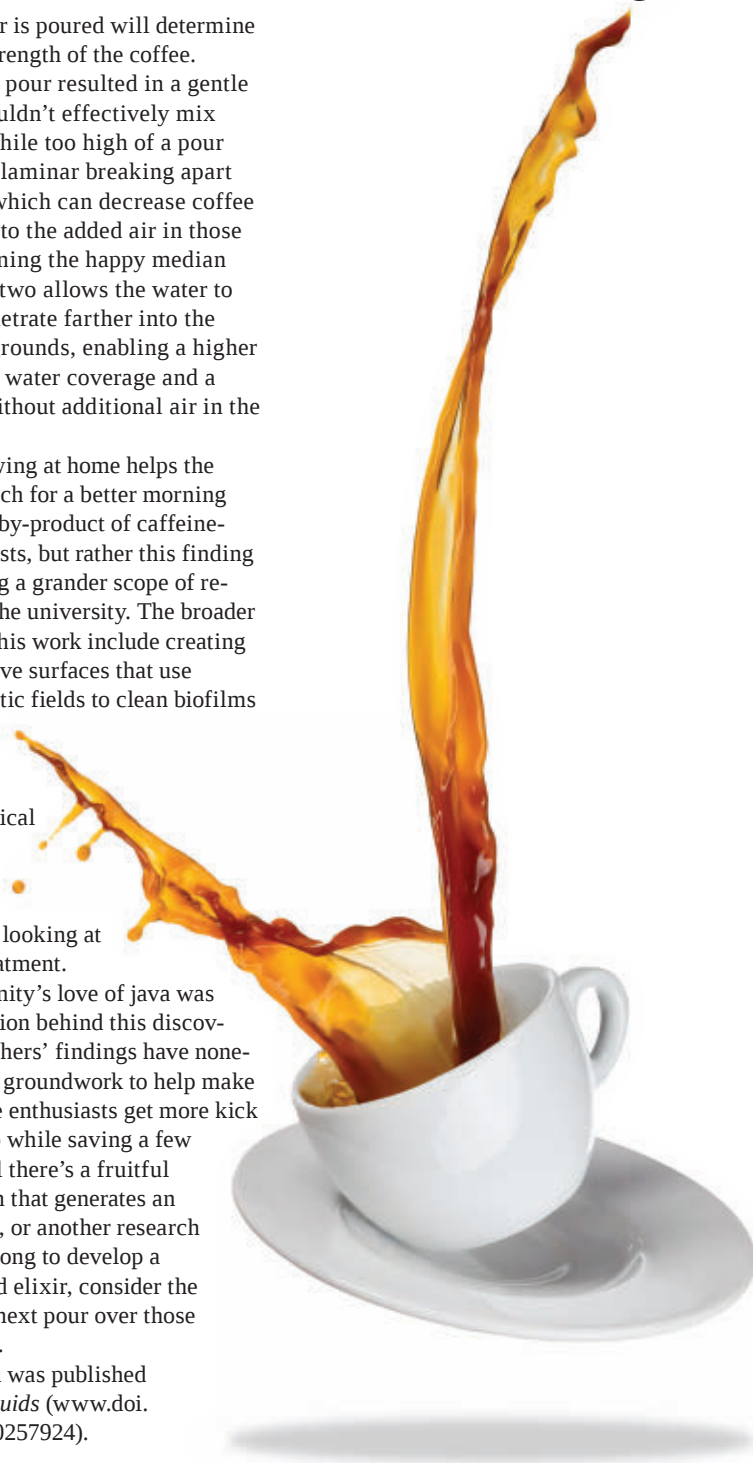 r is poured will determine
rength of the coffee.
pour resulted in a gentle
uldn’t effectively mix
hile too high of a pour
laminar breaking apart
which can decrease coffee
to the added air in those
ning the happy median
two allows the water to
etrate farther into the
rounds, enabling a higher
water coverage and a
ithout additional air in the
ving at home helps the
ch for a better morning
by-product of caffeine-
sts, but rather this finding
g a grander scope of re-
he university. The broader
his work include creating
ve surfaces that use
tic fields to clean biofilms
ical
looking at
atment.
nity’s love of java was
ion behind this discov-
hers’ findings have none-
groundwork to help make
e enthusiasts get more kick
while saving a few
l there’s a fruitful
n that generates an
, or another research
ong to develop a
d elixir, consider the
next pour over those
.
was published
uids (www.doi.
0257924).